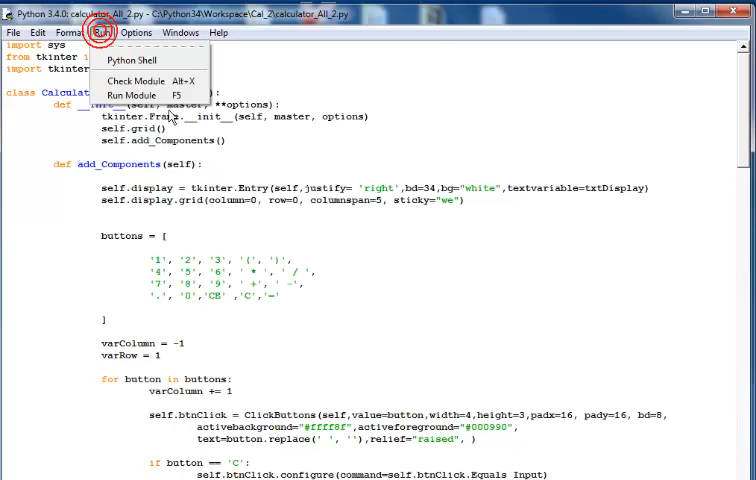 Python 3.4.0: calculator_All_2.py - C:\Python34\Workspace\Cal_2\calculator_All_2.py
File Edit Format Run Options Windows Help
Python Shell
Check Module Alt+X
Run Module F5
import sys
from tkinter
import tkinter
class
def __init__(self, master, **options):
tkinter.Frame.__init__(self, master, options)
self.grid()
self.add_Components()
def add_Components(self):
self.display = tkinter.Entry(self,justify= 'right',bd=34,bg="white",textvariable=txtDisplay)
self.display.grid(column=0, row=0, columnspan=5, sticky="we")
buttons = [
'1', '2', '3', '(', ')',
'4', '5', '6', ' * ', ' / ',
'7', '8', '9', ' +', ' -',
'.', '0','CE' ,'C','='
]
varColumn = -1
varRow = 1
for button in buttons:
varColumn += 1
self.btnClick = ClickButtons(self,value=button,width=4,height=3,padx=16, pady=16, bd=8,
activebackground="#ffff8f",activeforeground="#000990",
text=button.replace(' ', ''),relief="raised", )
if button == 'C':
self.btnClick.configure(command=self.btnClick.Equals_Input)